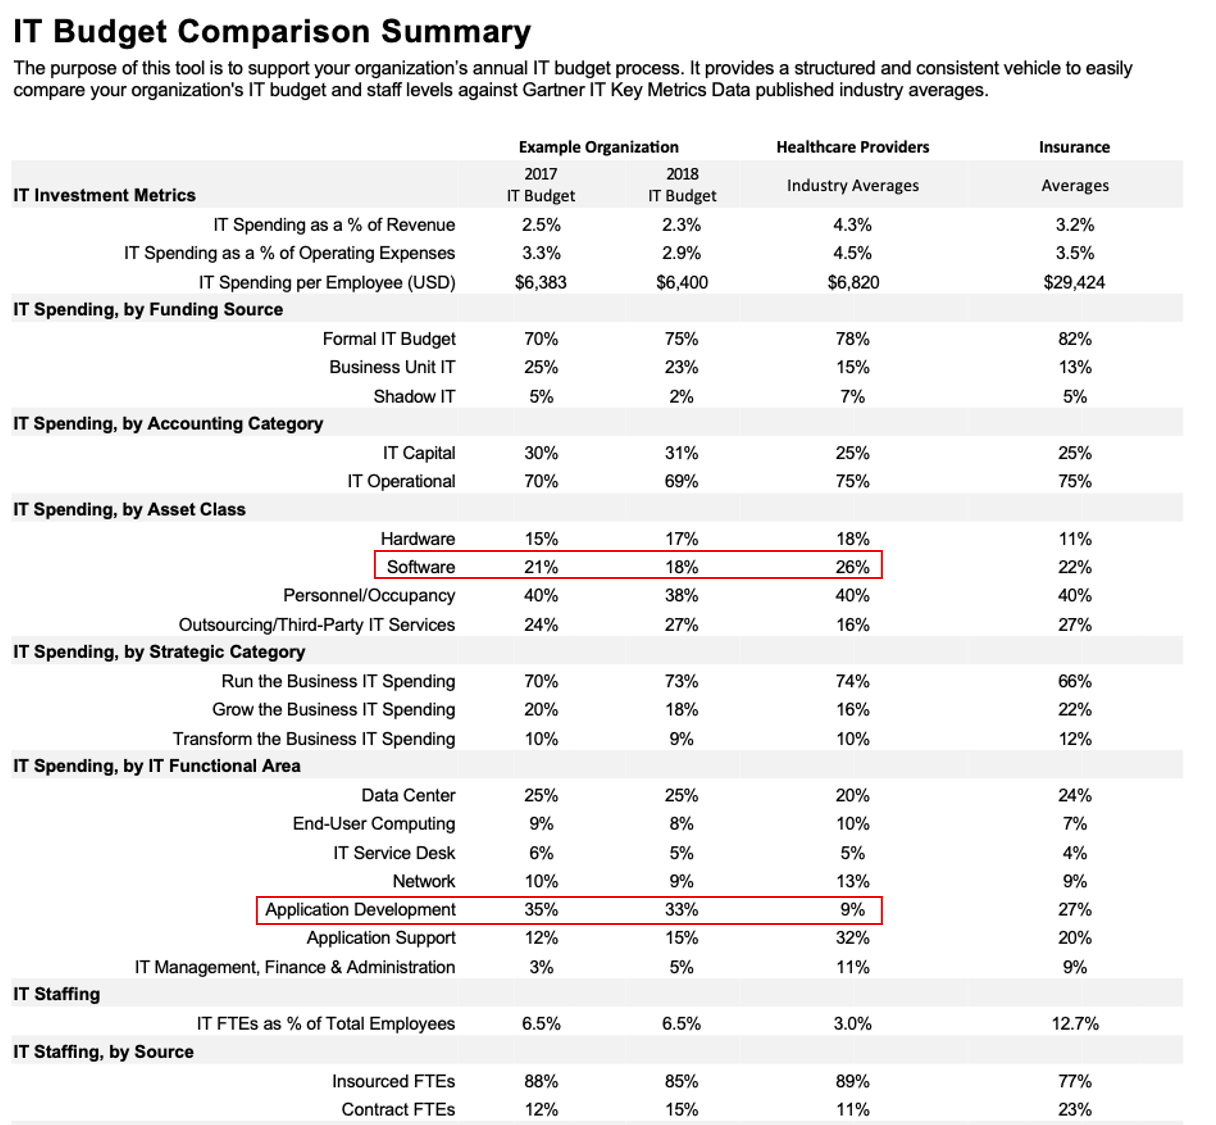 IT Budget Comparison Summary
The purpose of this tool is to support your organization's annual IT budget process. It provides a structured and consistent vehicle to easily
compare your organization's IT budget and staff levels against Gartner IT Key Metrics Data published industry averages.
Example Organization Healthcare Providers Insurance
IT Investment Metrics 2017 IT Budget 2018 IT Budget Industry Averages Averages
IT Spending as a % of Revenue 2.5% 2.3% 4.3% 3.2%
IT Spending as a % of Operating Expenses 3.3% 2.9% 4.5% 3.5%
IT Spending per Employee (USD) $6,383 $6,400 $6,820 $29,424
IT Spending, by Funding Source
Formal IT Budget 70% 75% 78% 82%
Business Unit IT 25% 23% 15% 13%
Shadow IT 5% 2% 7% 5%
IT Spending, by Accounting Category
IT Capital 30% 31% 25% 25%
IT Operational 70% 69% 75% 75%
IT Spending, by Asset Class
Hardware 15% 17% 18% 11%
Software 21% 18% 26% 22%
Personnel/Occupancy 40% 38% 40% 40%
Outsourcing/Third-Party IT Services 24% 27% 16% 27%
IT Spending, by Strategic Category
Run the Business IT Spending 70% 73% 74% 66%
Grow the Business IT Spending 20% 18% 16% 22%
Transform the Business IT Spending 10% 9% 10% 12%
IT Spending, by IT Functional Area
Data Center 25% 25% 20% 24%
End-User Computing 9% 8% 10% 7%
IT Service Desk 6% 5% 5% 4%
Network 10% 9% 13% 9%
Application Development 35% 33% 9% 27%
Application Support 12% 15% 32% 20%
IT Management, Finance & Administration 3% 5% 11% 9%
IT Staffing
IT FTEs as % of Total Employees 6.5% 6.5% 3.0% 12.7%
IT Staffing, by Source
Insourced FTEs 88% 85% 89% 77%
Contract FTEs 12% 15% 11% 23%